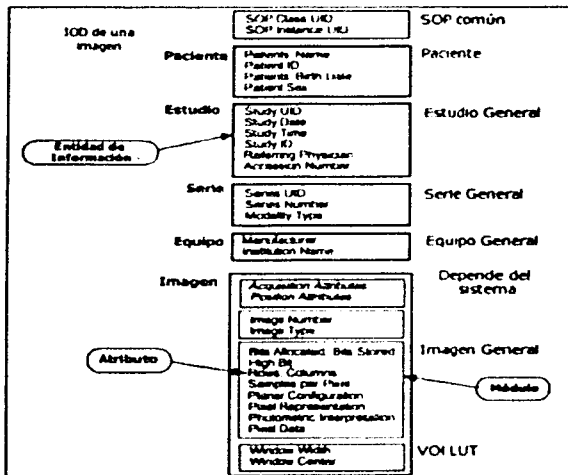 IOD de una
imagen
SOP Class UID
SOP Instance UID
SOP común
Paciente
Patients Name
Patient ID
Patients Birth Date
Patient Sex
Paciente
Estudio
Study UID
Study Date
Study Time
Study ID
Referring Physician
Accession Number
Estudio General
Entidad de
Información
Serie
Series UID
Series Number
Modality Type
Serie General
Equipo
Manufacturer
Institution Name
Equipo General
Imagen
Acquisition Attributes
Position Attributes
Depende del
sistema
Image Number
Image Type
Atributo
Bits Allocated, Bits Stored
High Bit
Rows, Columns
Samples per Pixel
Planar Configuration
Pixel Representation
Photometric Interpretation
Pixel Data
Imagen General
Módulo
Window Width
Window Center
VOI LUT